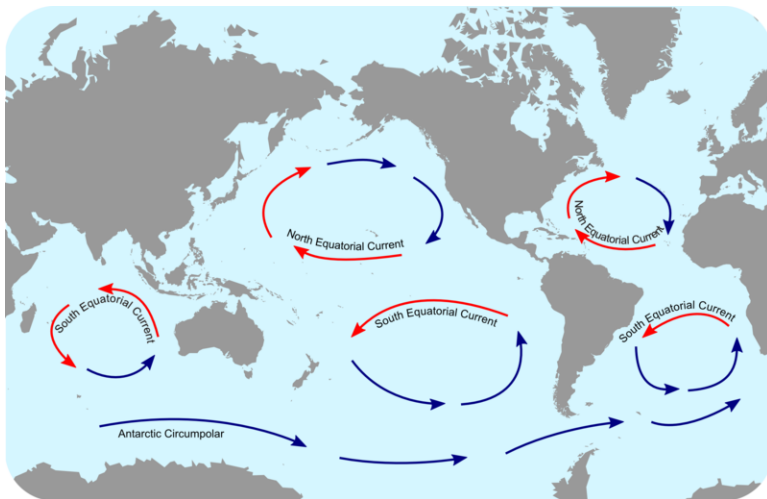 North Equatorial Current
North Equatorial Current
South Equatorial Current
South Equatorial Current
South Equatorial Current
Antarctic Circumpolar